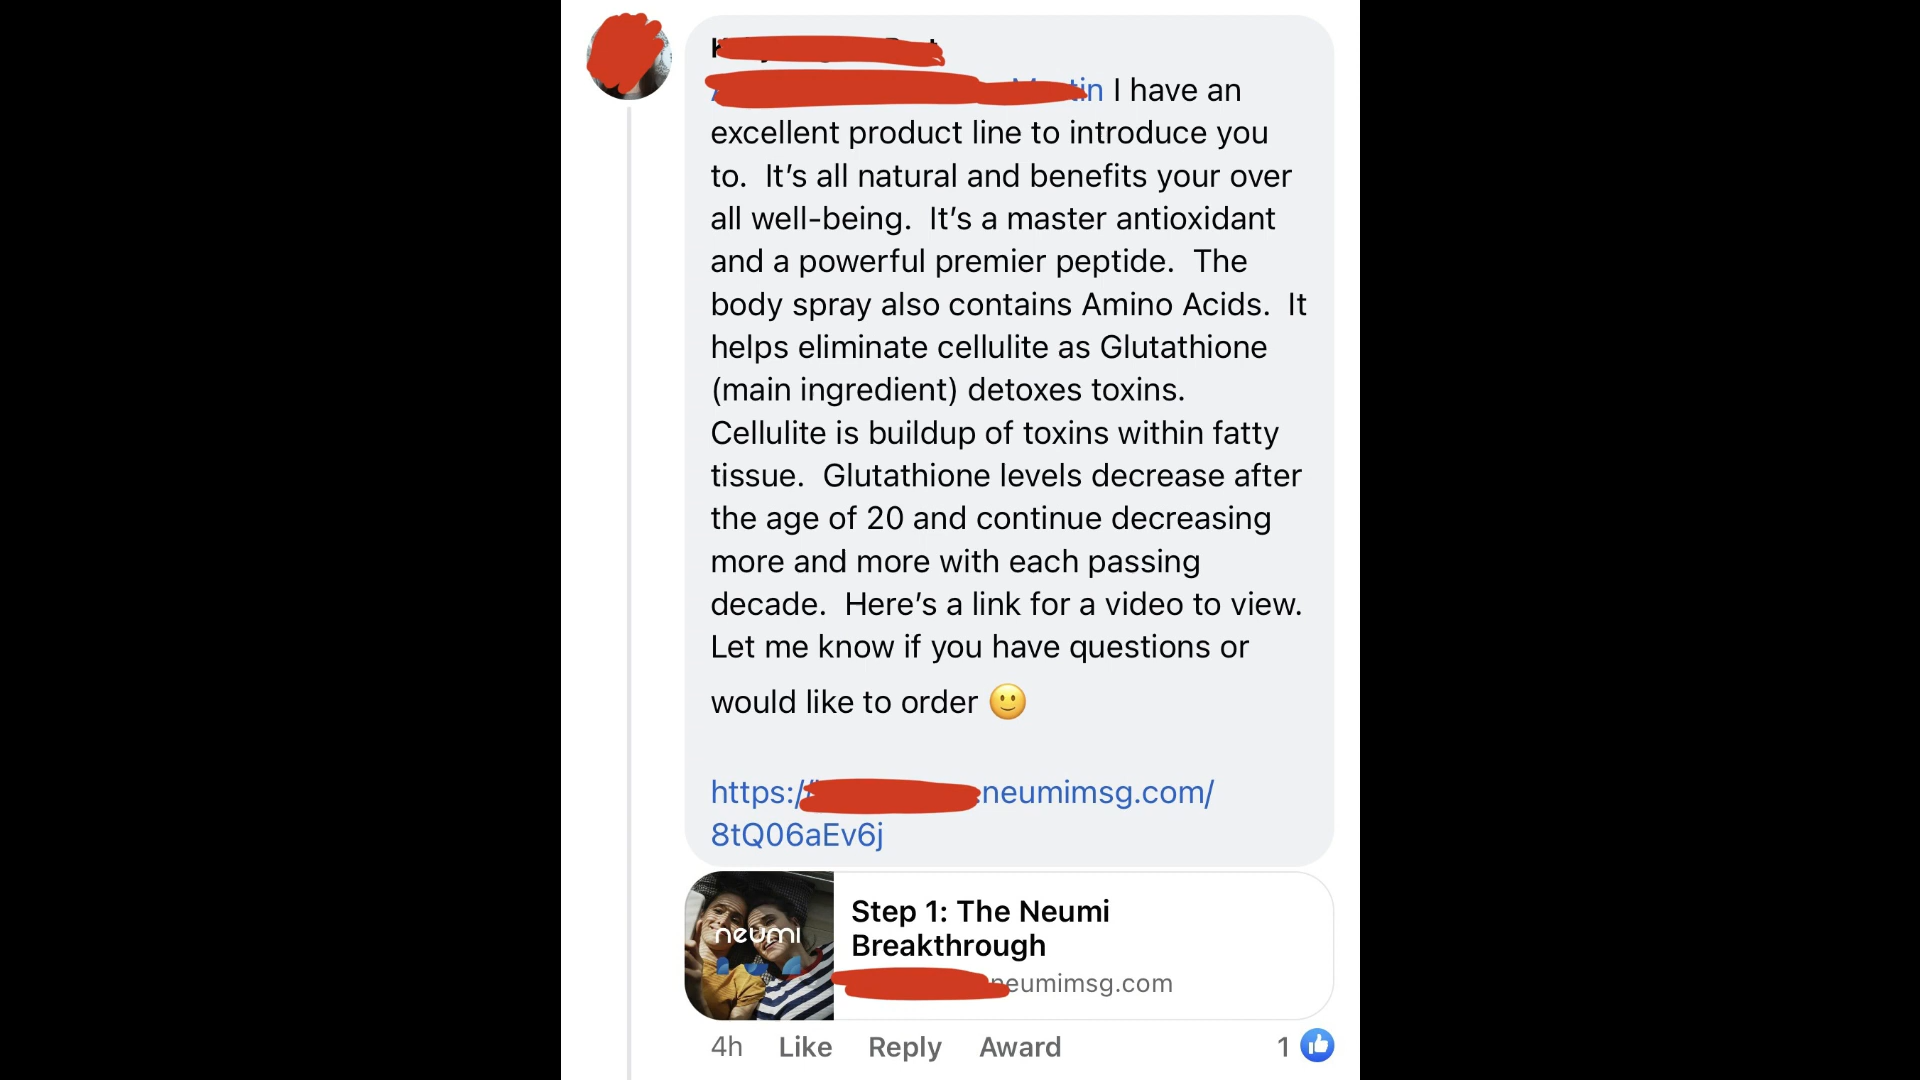 I have an
excellent product line to introduce you
to.  It's all natural and benefits your over
all well-being.  It's a master antioxidant
and a powerful premier peptide.  The
body spray also contains Amino Acids.  It
helps eliminate cellulite as Glutathione
(main ingredient) detoxes toxins.
Cellulite is buildup of toxins within fatty
tissue.  Glutathione levels decrease after
the age of 20 and continue decreasing
more and more with each passing
decade.  Here's a link for a video to view.
Let me know if you have questions or
would like to order 🙂
https:/ neumimsg.com/
8tQ06aEv6j
neumi
Step 1: The Neumi
Breakthrough
neumimsg.com
4h Like Reply Award 1